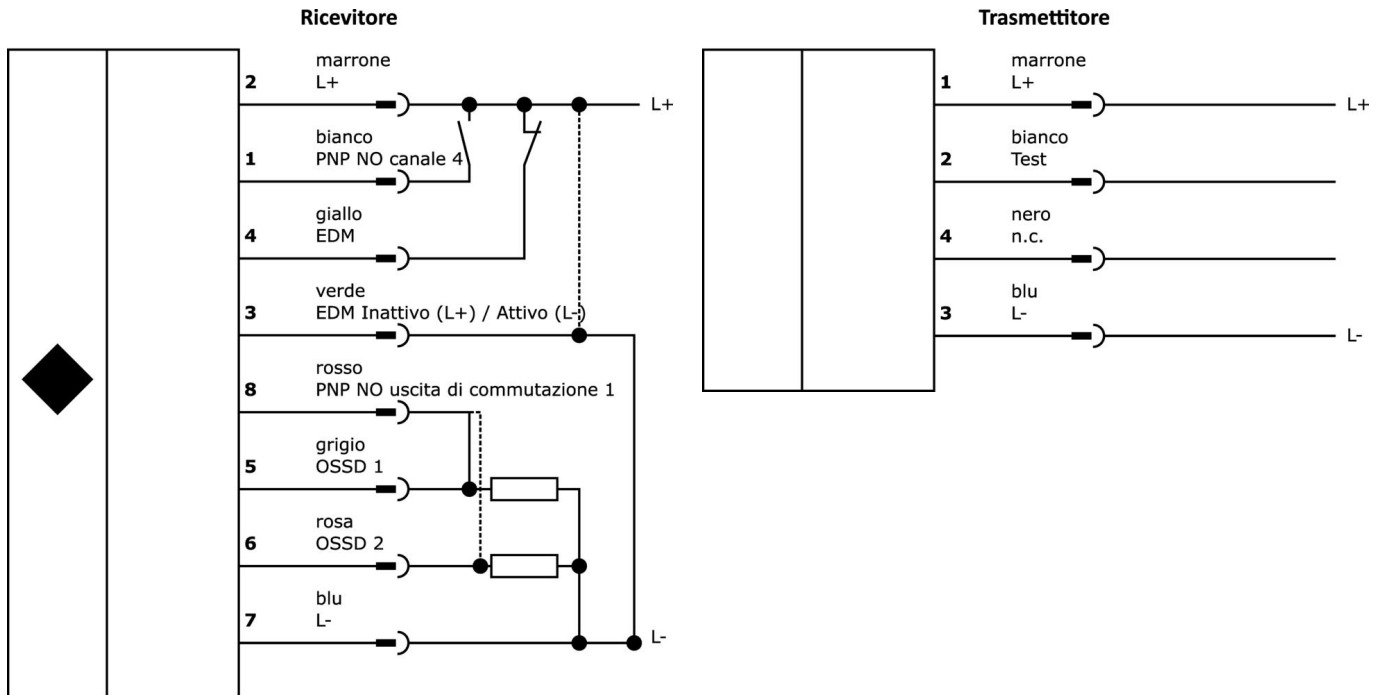 Ricevitore
2
marrone
L+
L+
1
bianco
PNP NO canale 4
4
giallo
EDM
3
verde
EDM Inattivo (L+) / Attivo (L-)
8
rosso
PNP NO uscita di commutazione 1
5
grigio
OSSD 1
6
rosa
OSSD 2
7
blu
L-
L-
Trasmettitore
1
marrone
L+
L+
2
bianco
Test
4
nero
n.c.
3
blu
L-
L-